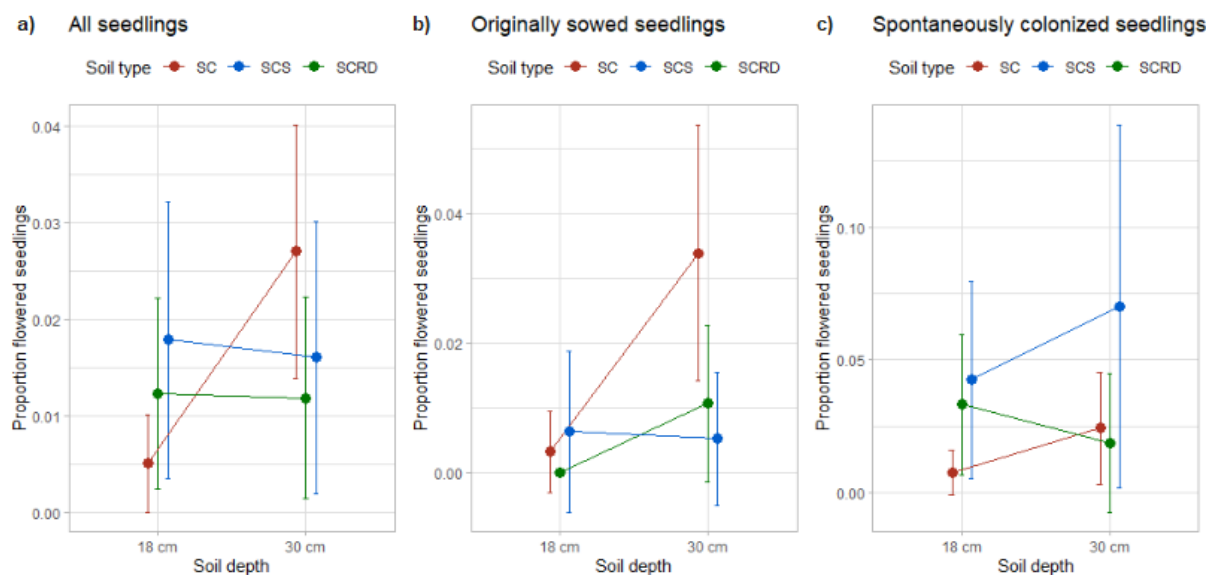 a) All seedlings
Soil type SC SCS SCRD
Proportion flowered seedlings
0.04
0.03
0.02
0.01
0.00
18 cm 30 cm
Soil depth
b) Originally sowed seedlings
Soil type SC SCS SCRD
Proportion flowered seedlings
0.04
0.02
0.00
18 cm 30 cm
Soil depth
c) Spontaneously colonized seedlings
Soil type SC SCS SCRD
Proportion flowered seedlings
0.10
0.05
0.00
18 cm 30 cm
Soil depth